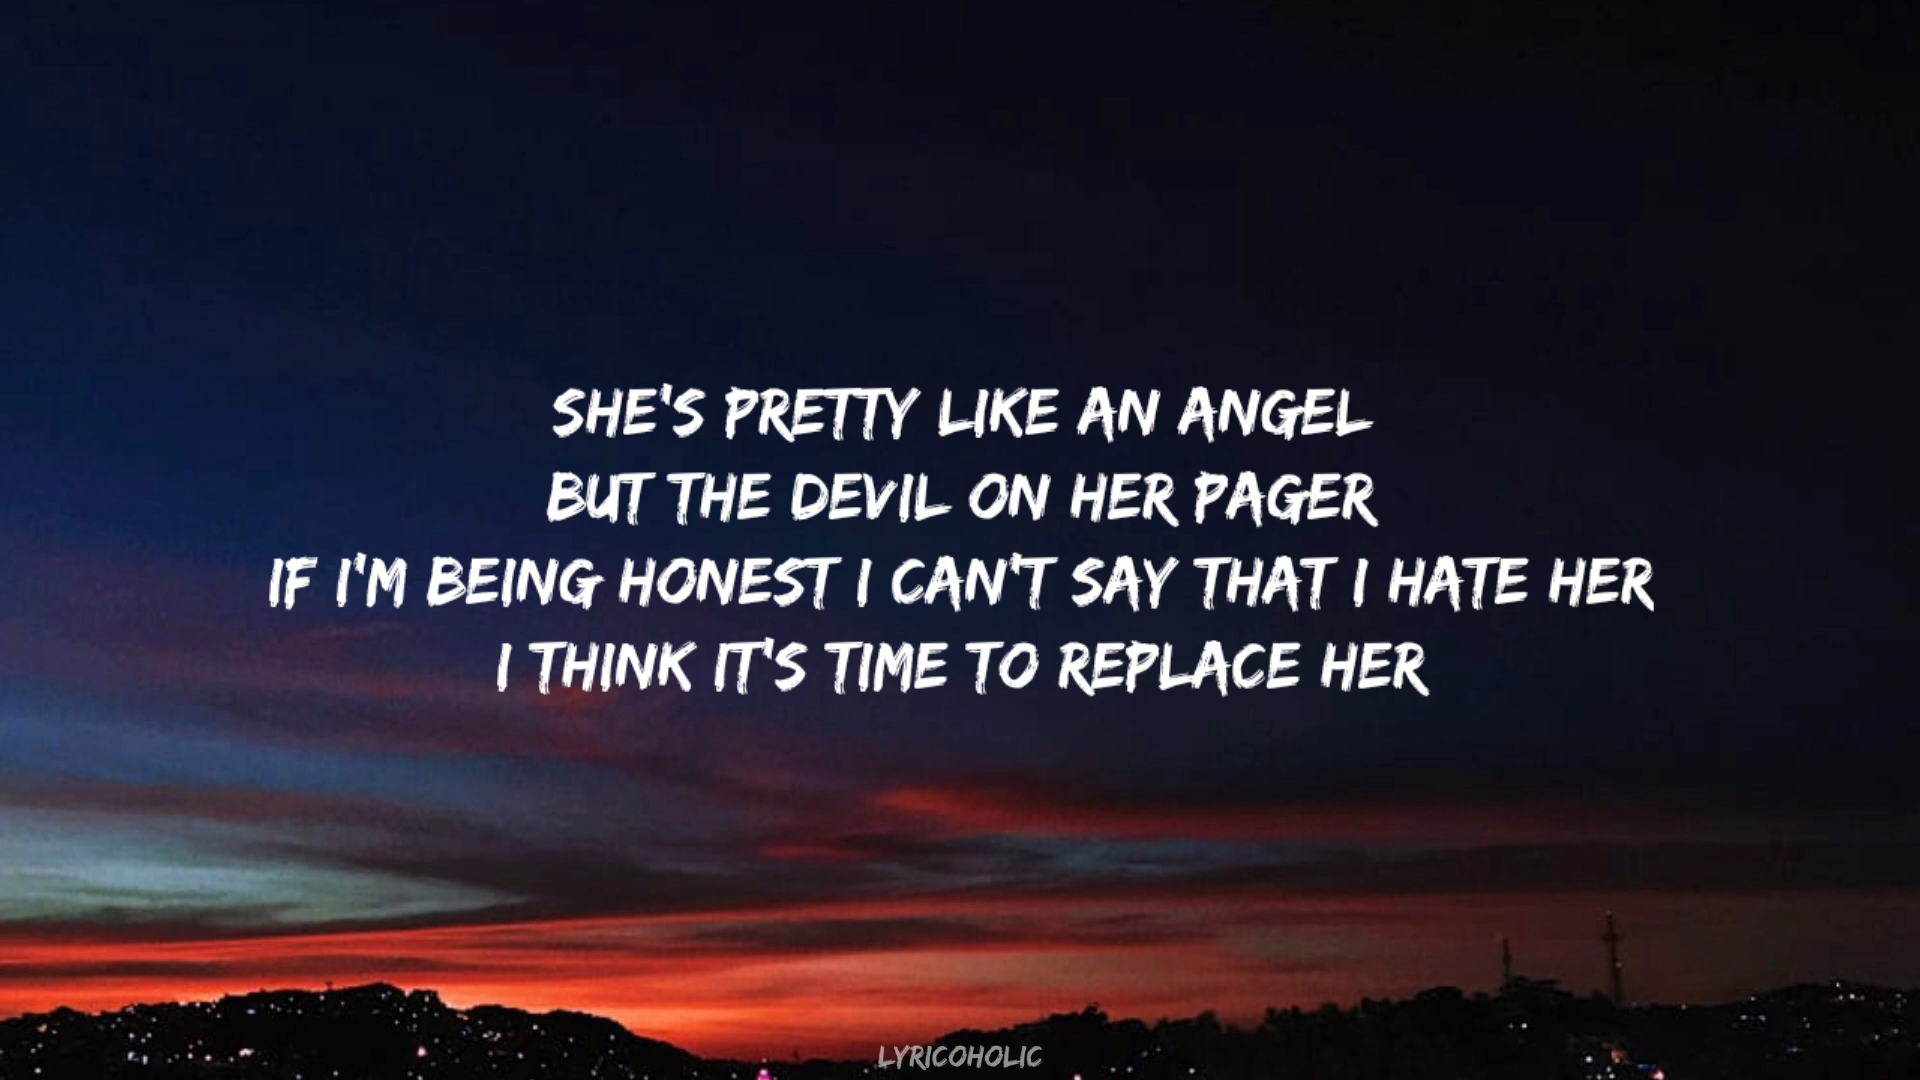 SHE'S PRETTY LIKE AN ANGEL
BUT THE DEVIL ON HER PAGER
IF I'M BEING HONEST I CAN'T SAY THAT I HATE HER
I THINK IT'S TIME TO REPLACE HER
LYRICOHOLIC